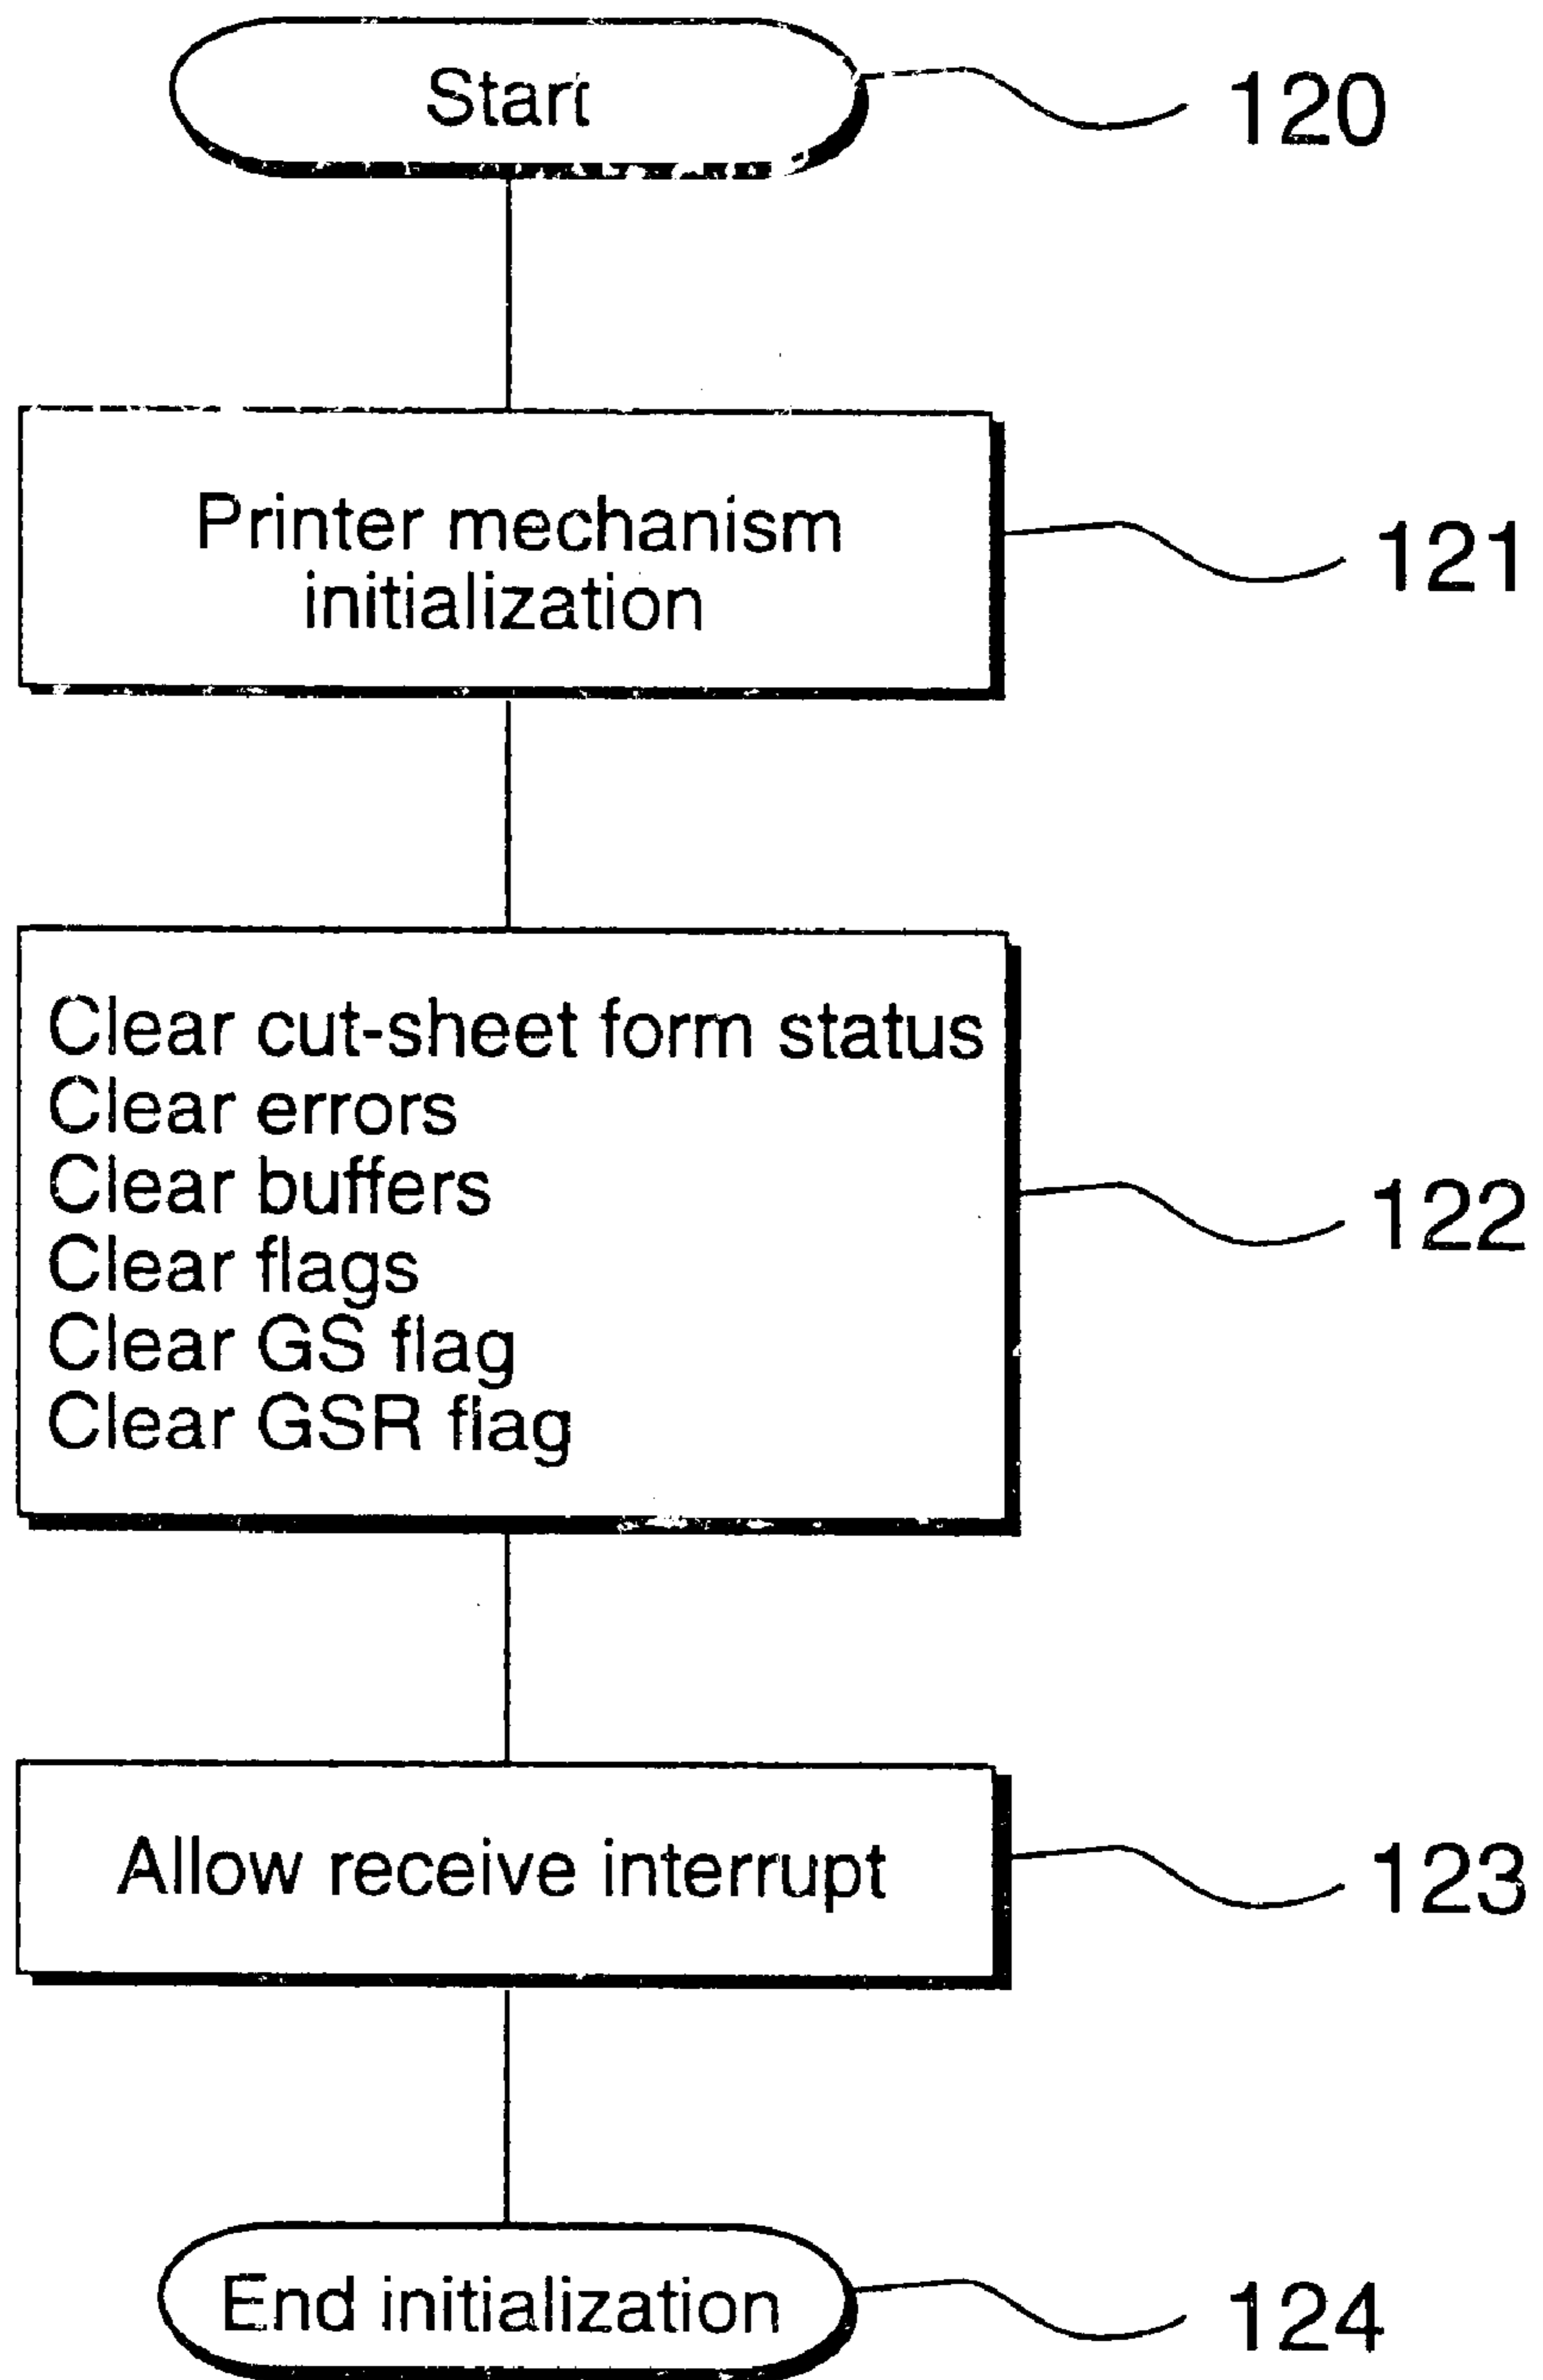 Start
120
Printer mechanism
initialization
121
Clear cut-sheet form status
Clear errors
Clear buffers
Clear flags
Clear GS flag
Clear GSR flag
122
Allow receive interrupt
123
End initialization
124